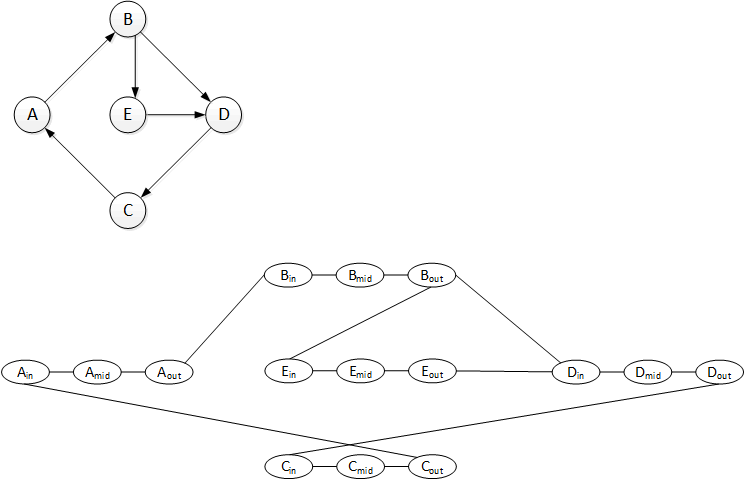 B
A E D
C
Bin Bmid Bout
Ain Amid Aout Ein Emid Eout Din Dmid Dout
Cin Cmid Cout